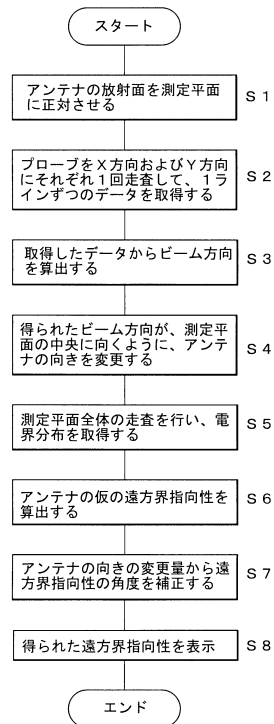 スタート
アンテナの放射面を測定平面
に正対させる
S1
プローブをX方向およびY方向
にそれぞれ1回走査して、1ラ
インずつのデータを取得する
S2
取得したデータからビーム方向
を算出する
S3
得られたビーム方向が、測定平
面の中央に向くように、アンテ
ナの向きを変更する
S4
測定平面全体の走査を行い、電
界分布を取得する
S5
アンテナの仮の遠方界指向性を
算出する
S6
アンテナの向きの変更量から遠
方界指向性の角度を補正する
S7
得られた遠方界指向性を表示
S8
エンド